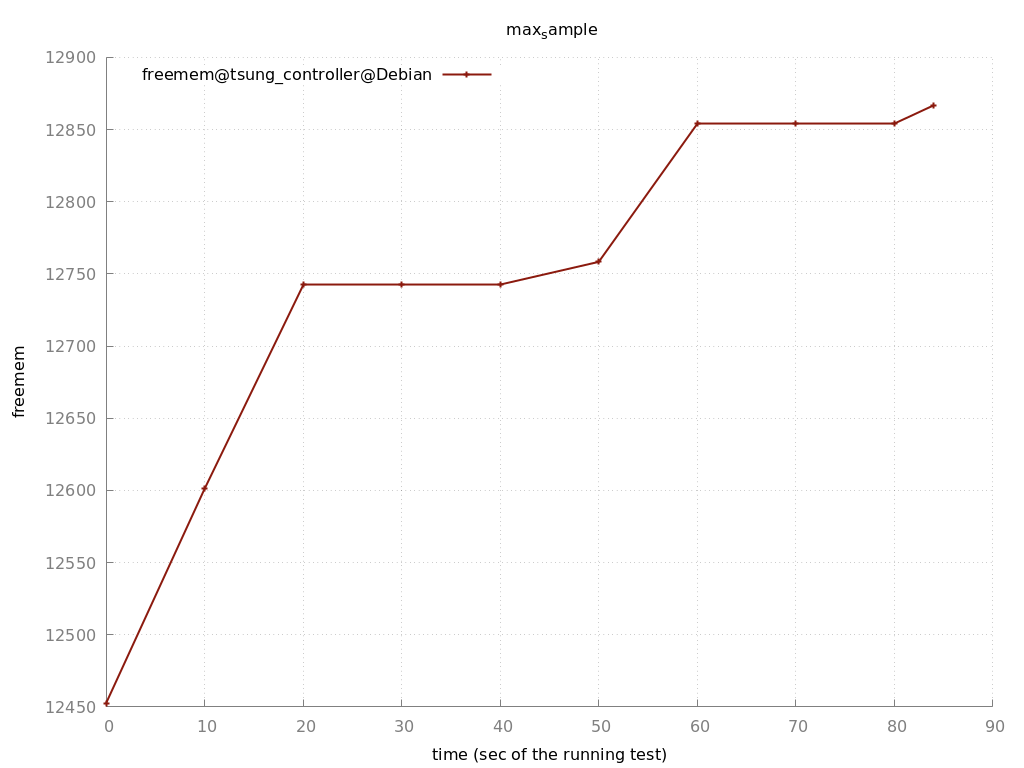 maxsample
12900
freemem@tsung_controller@Debian
12850
12800
12750
12700
12650
12600
12550
12500
12450
freemem
0 10 20 30 40 50 60 70 80 90
time (sec of the running test)